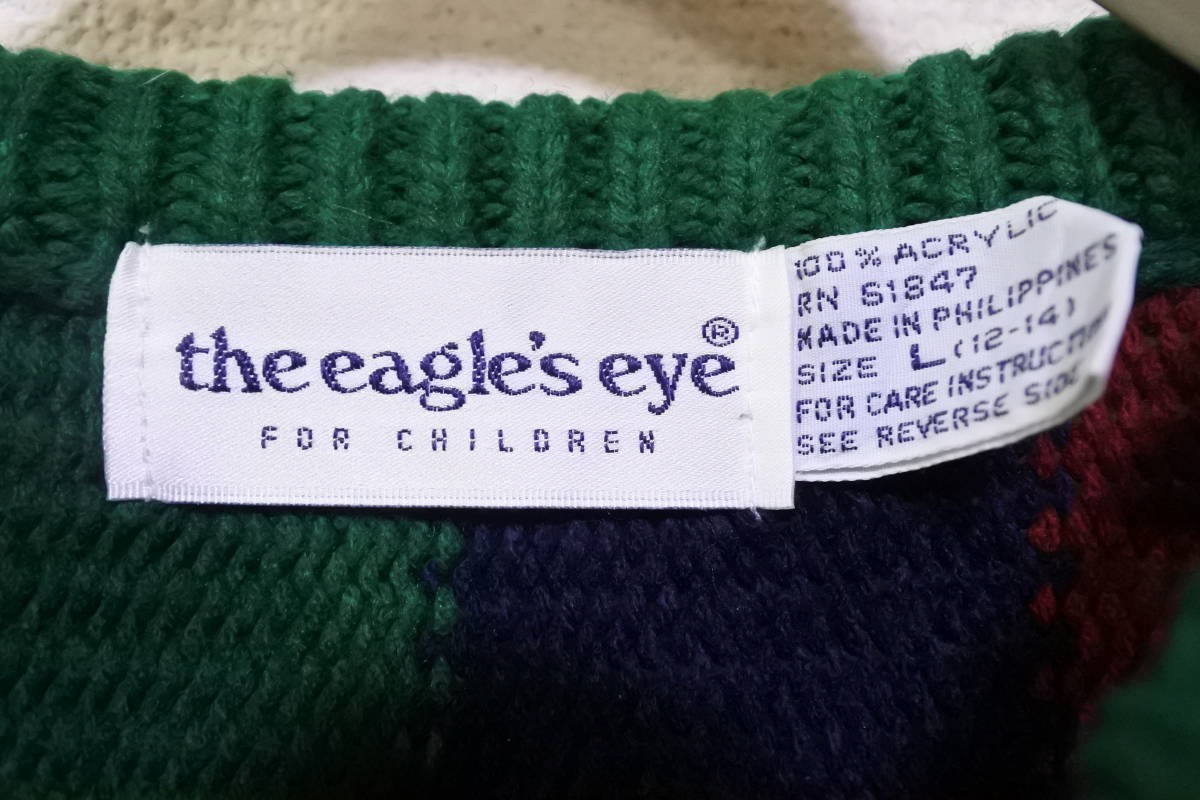 the eagle's eye®
FOR CHILDREN
100% ACRYLIC
RN 61847
MADE IN PHILIPPINES
SIZE L (12-14)
FOR CARE INSTRUCTIONS
SEE REVERSE SIDE